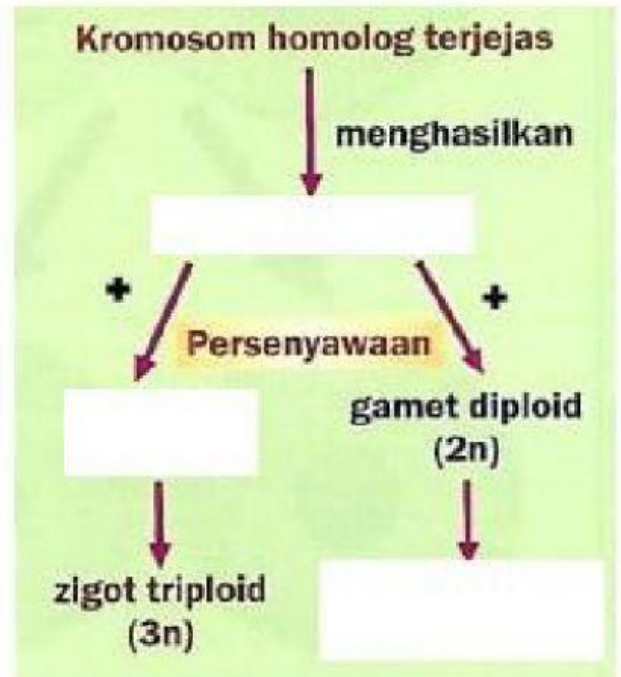 Kromosom homolog terjejas
menghasilkan
+
+
Persenyawaan
gamet diploid
(2n)
zigot triploid
(3n)